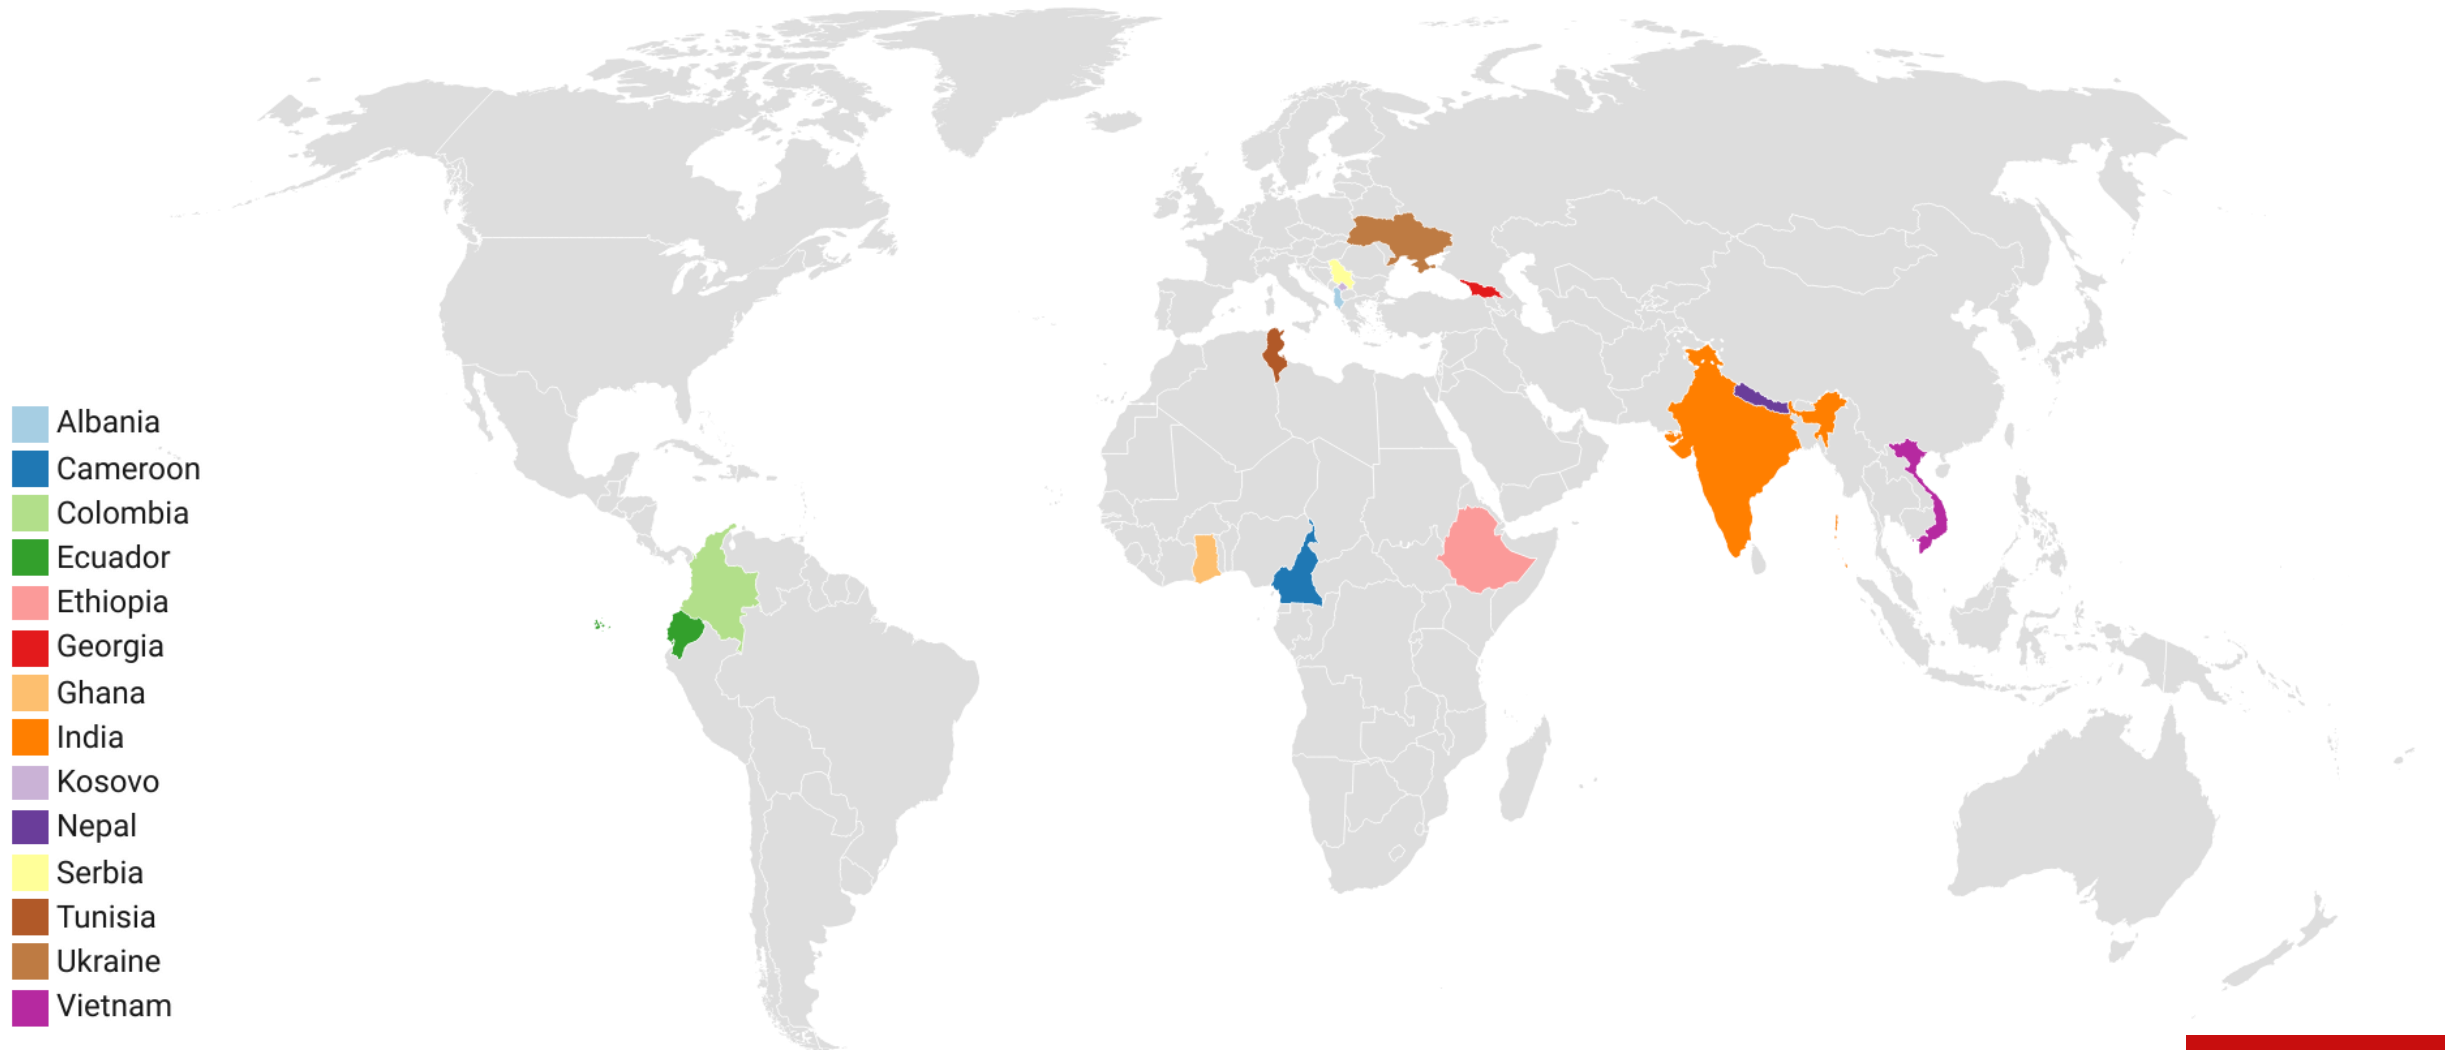 Albania
Cameroon
Colombia
Ecuador
Ethiopia
Georgia
Ghana
India
Kosovo
Nepal
Serbia
Tunisia
Ukraine
Vietnam